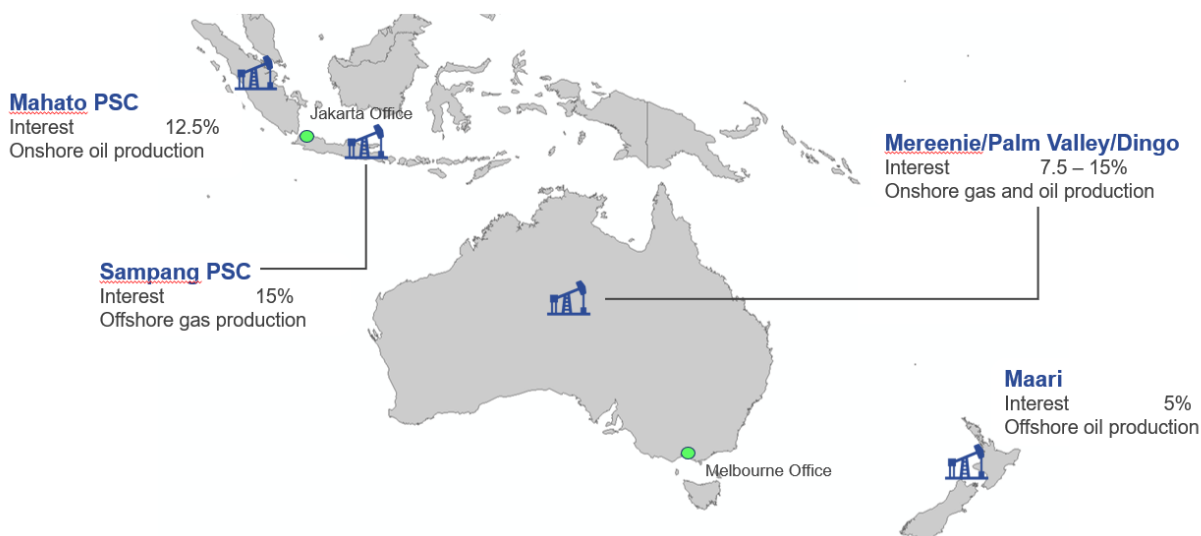 Mahato PSC
Interest 12.5%
Onshore oil production
Jakarta Office
Sampang PSC
Interest 15%
Offshore gas production
Mereenie/Palm Valley/Dingo
Interest 7.5 – 15%
Onshore gas and oil production
Maari
Interest 5%
Offshore oil production
Melbourne Office